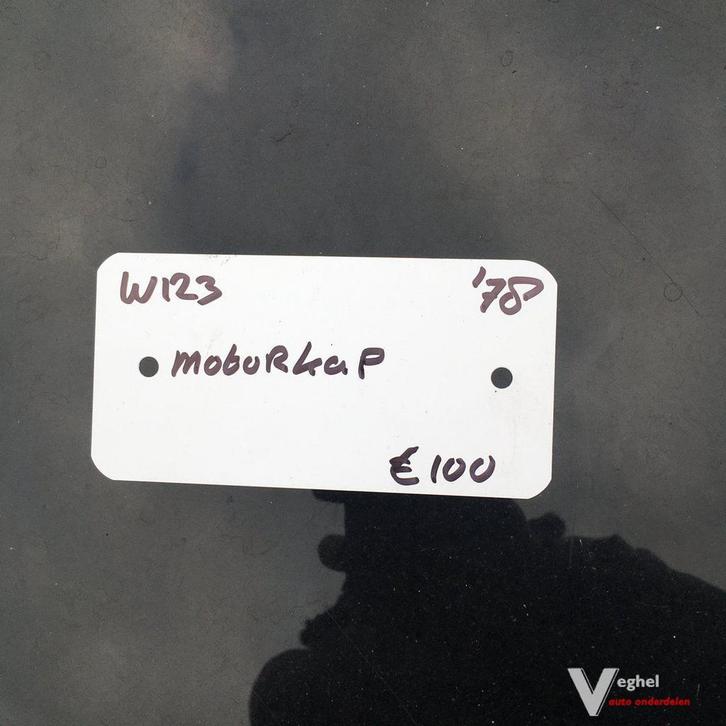 W123 '78
MotoRkap
€100
Veghel
auto onderdelen